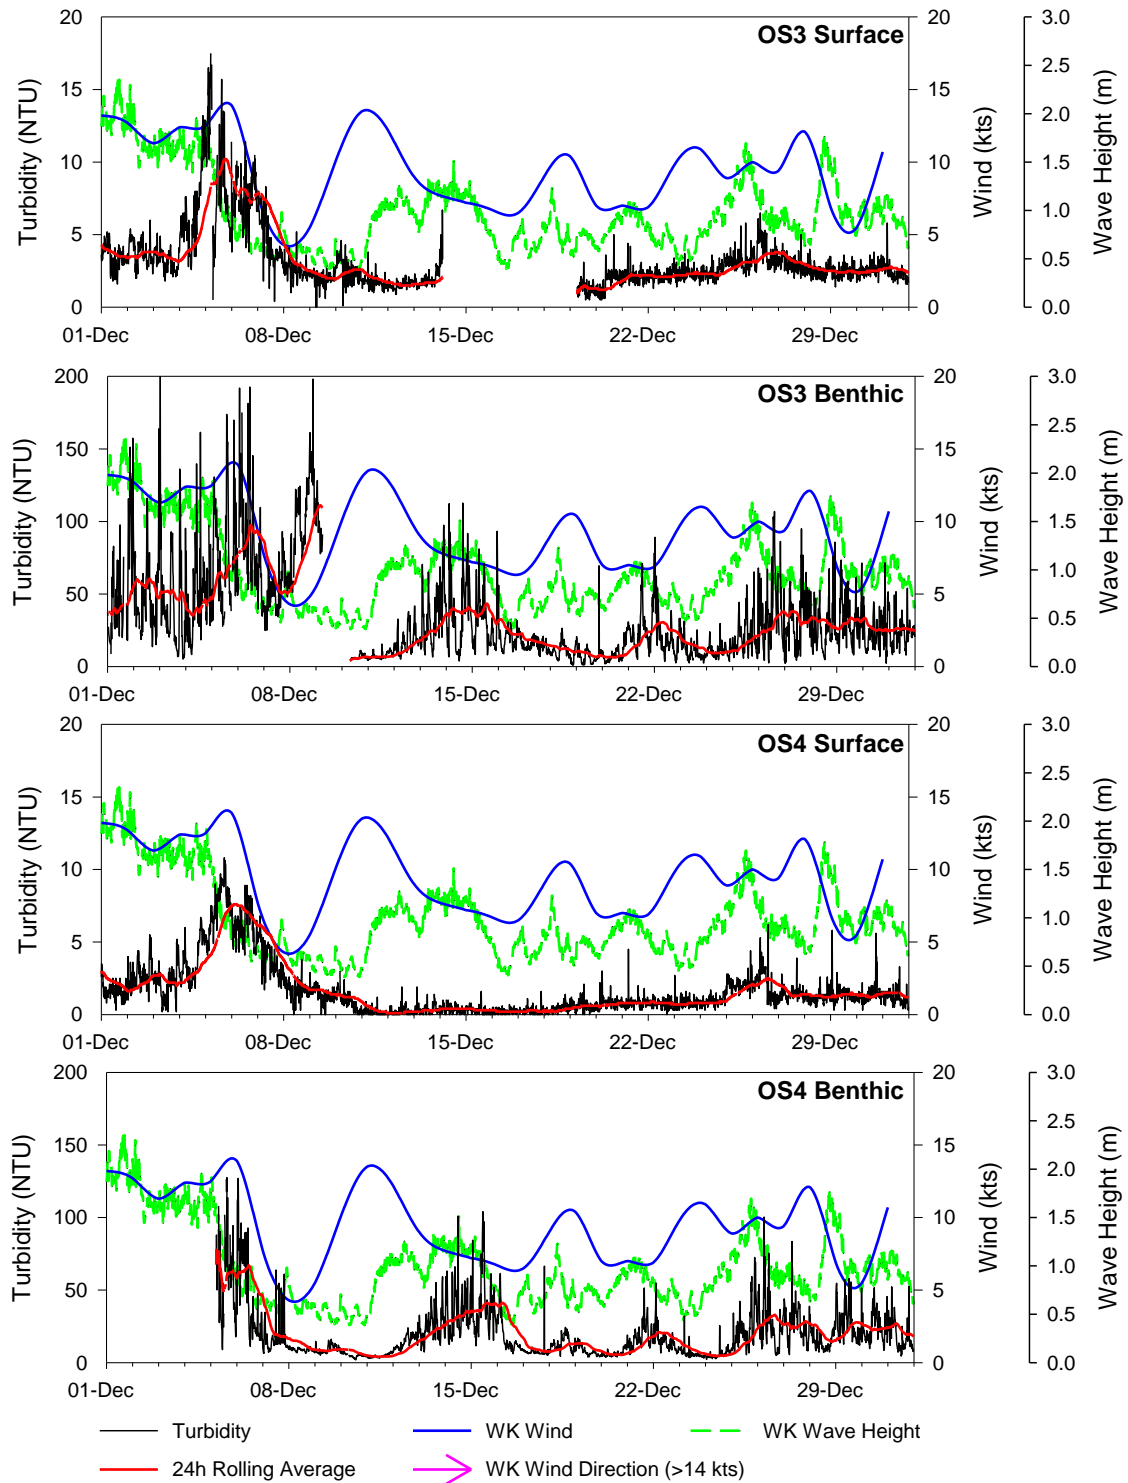 OS3 Surface
20 15 10 5 0
Turbidity (NTU)
20 15 10 5 0
Wind (kts)
3.0 2.5 2.0 1.5 1.0 0.5 0.0
Wave Height (m)
01-Dec 08-Dec 15-Dec 22-Dec 29-Dec
OS3 Benthic
200 150 100 50 0
Turbidity (NTU)
20 15 10 5 0
Wind (kts)
3.0 2.5 2.0 1.5 1.0 0.5 0.0
Wave Height (m)
01-Dec 08-Dec 15-Dec 22-Dec 29-Dec
OS4 Surface
20 15 10 5 0
Turbidity (NTU)
20 15 10 5 0
Wind (kts)
3.0 2.5 2.0 1.5 1.0 0.5 0.0
Wave Height (m)
01-Dec 08-Dec 15-Dec 22-Dec 29-Dec
OS4 Benthic
200 150 100 50 0
Turbidity (NTU)
20 15 10 5 0
Wind (kts)
3.0 2.5 2.0 1.5 1.0 0.5 0.0
Wave Height (m)
01-Dec 08-Dec 15-Dec 22-Dec 29-Dec
Turbidity WK Wind WK Wave Height
24h Rolling Average WK Wind Direction (>14 kts)